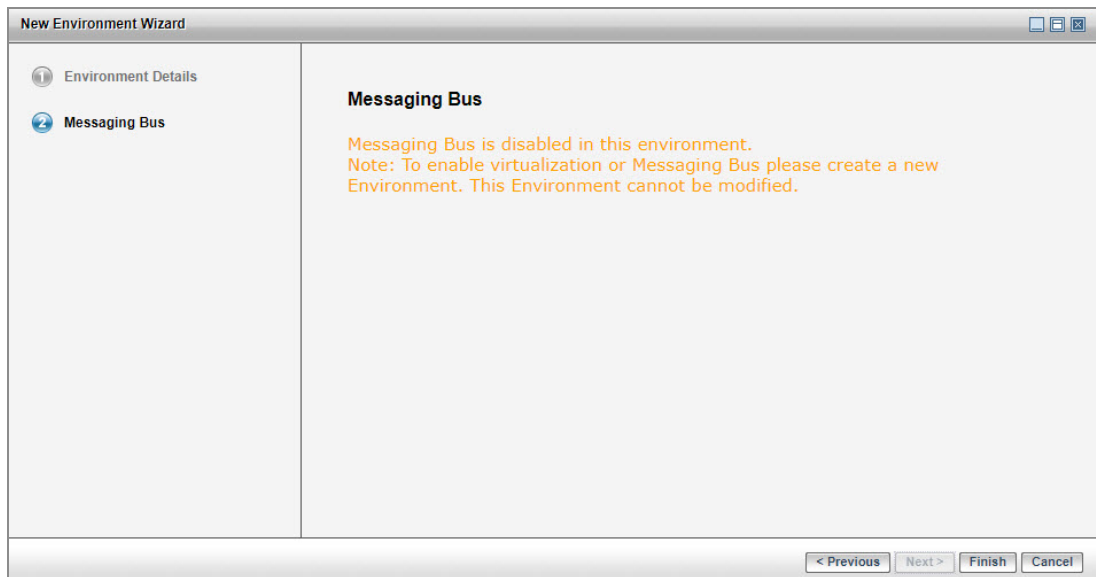 New Environment Wizard
1 Environment Details
2 Messaging Bus
Messaging Bus
Messaging Bus is disabled in this environment.
Note: To enable virtualization or Messaging Bus please create a new
Environment. This Environment cannot be modified.
< Previous Next > Finish Cancel